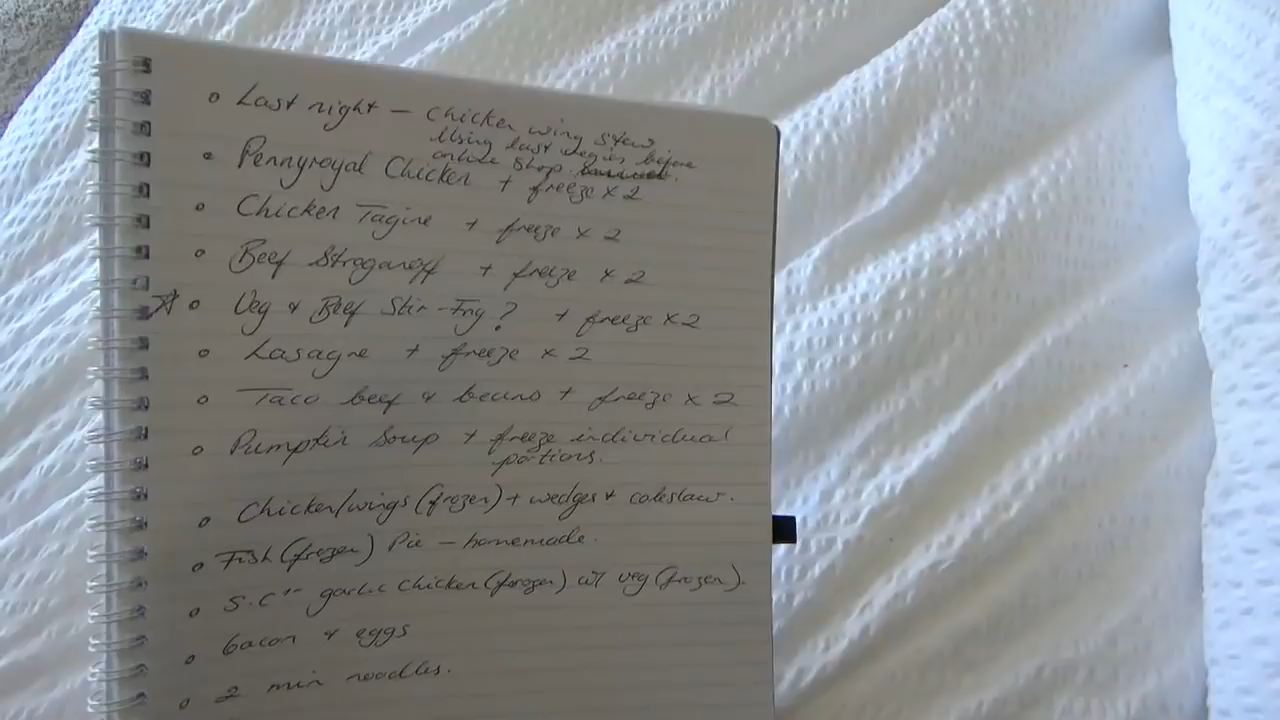 Last night - chicken wing stew
Using last vegies before
online shop.
Pennyroyal Chicken + freeze x 2
Chicken Tagine + freeze x 2
Beef Stroganoff + freeze x 2
Veg & Beef Stir-Fry? + freeze x 2
Lasagne + freeze x 2
Taco beef & beans + freeze x 2
Pumpkin Soup + freeze individual
portions.
Chicken/wings (frozen) + wedges & coleslaw.
Fish (frozen) Pie - homemade.
S.C garlic chicken (frozen) w/ veg (frozen).
bacon & eggs
2 min noodles.